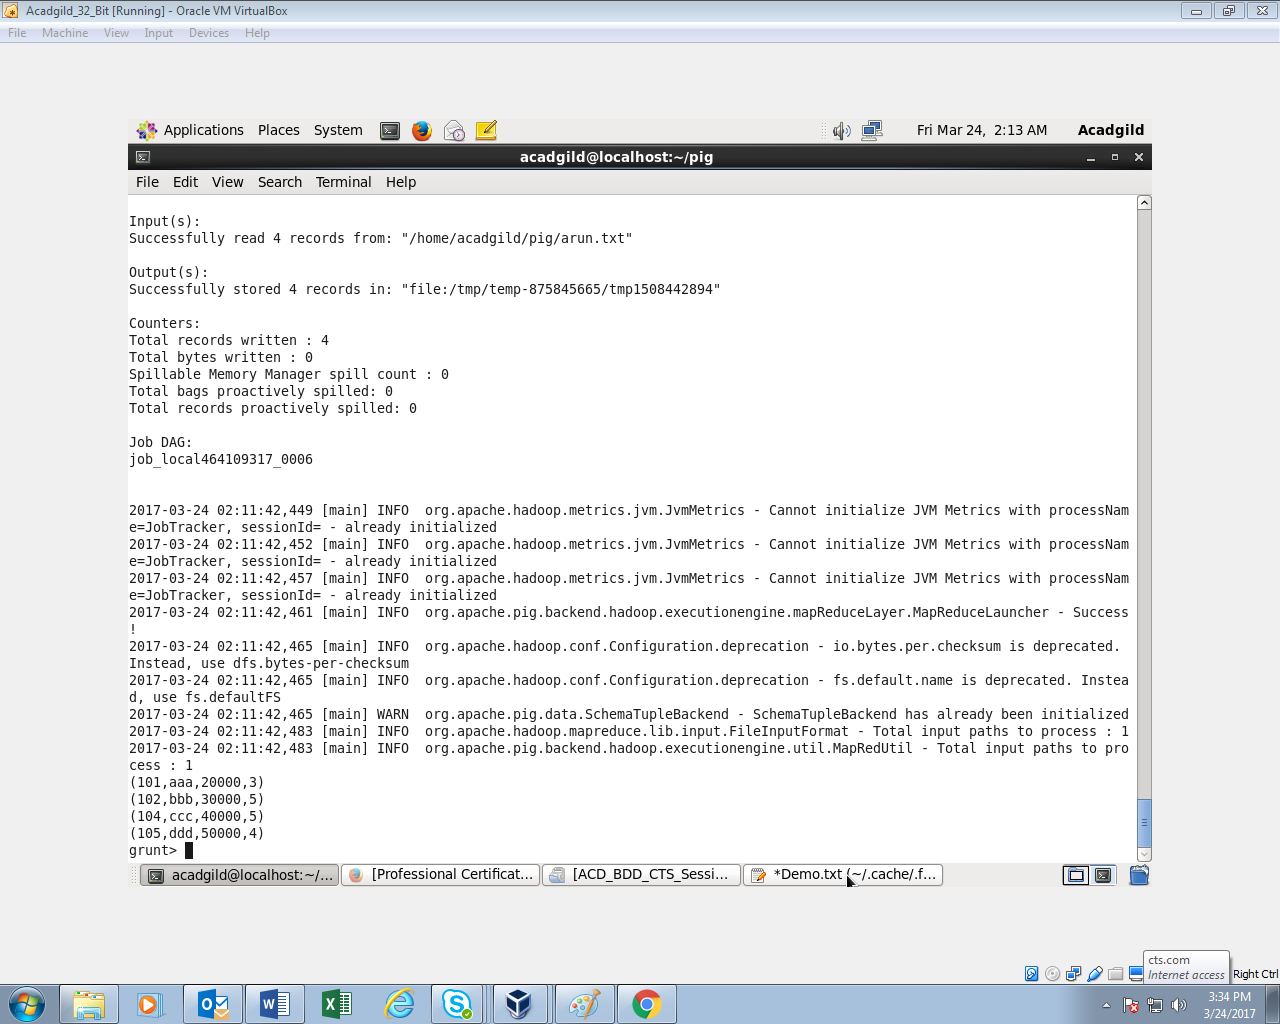 Acadgild_32_Bit [Running] - Oracle VM VirtualBox
File Machine View Input Devices Help
Applications Places System Fri Mar 24, 2:13 AM Acadgild
acadgild@localhost:~/pig
File Edit View Search Terminal Help
Input(s):
Successfully read 4 records from: "/home/acadgild/pig/arun.txt"
Output(s):
Successfully stored 4 records in: "file:/tmp/temp-875845665/tmp1508442894"
Counters:
Total records written : 4
Total bytes written : 0
Spillable Memory Manager spill count : 0
Total bags proactively spilled: 0
Total records proactively spilled: 0
Job DAG:
job_local464109317_0006
2017-03-24 02:11:42,449 [main] INFO  org.apache.hadoop.metrics.jvm.JvmMetrics - Cannot initialize JVM Metrics with processNam
e=JobTracker, sessionId= - already initialized
2017-03-24 02:11:42,452 [main] INFO  org.apache.hadoop.metrics.jvm.JvmMetrics - Cannot initialize JVM Metrics with processNam
e=JobTracker, sessionId= - already initialized
2017-03-24 02:11:42,457 [main] INFO  org.apache.hadoop.metrics.jvm.JvmMetrics - Cannot initialize JVM Metrics with processNam
e=JobTracker, sessionId= - already initialized
2017-03-24 02:11:42,461 [main] INFO  org.apache.pig.backend.hadoop.executionengine.mapReduceLayer.MapReduceLauncher - Success
!
2017-03-24 02:11:42,465 [main] INFO  org.apache.hadoop.conf.Configuration.deprecation - io.bytes.per.checksum is deprecated.
Instead, use dfs.bytes-per-checksum
2017-03-24 02:11:42,465 [main] INFO  org.apache.hadoop.conf.Configuration.deprecation - fs.default.name is deprecated. Instea
d, use fs.defaultFS
2017-03-24 02:11:42,465 [main] WARN  org.apache.pig.data.SchemaTupleBackend - SchemaTupleBackend has already been initialized
2017-03-24 02:11:42,483 [main] INFO  org.apache.hadoop.mapreduce.lib.input.FileInputFormat - Total input paths to process : 1
2017-03-24 02:11:42,483 [main] INFO  org.apache.pig.backend.hadoop.executionengine.util.MapRedUtil - Total input paths to pro
cess : 1
(101,aaa,20000,3)
(102,bbb,30000,5)
(104,ccc,40000,5)
(105,ddd,50000,4)
grunt>
acadgild@localhost:~/... [Professional Certificat... [ACD_BDD_CTS_Sessi... *Demo.txt (~/.cache/.f...
cts.com
Internet access
Right Ctrl
3:34 PM
3/24/2017